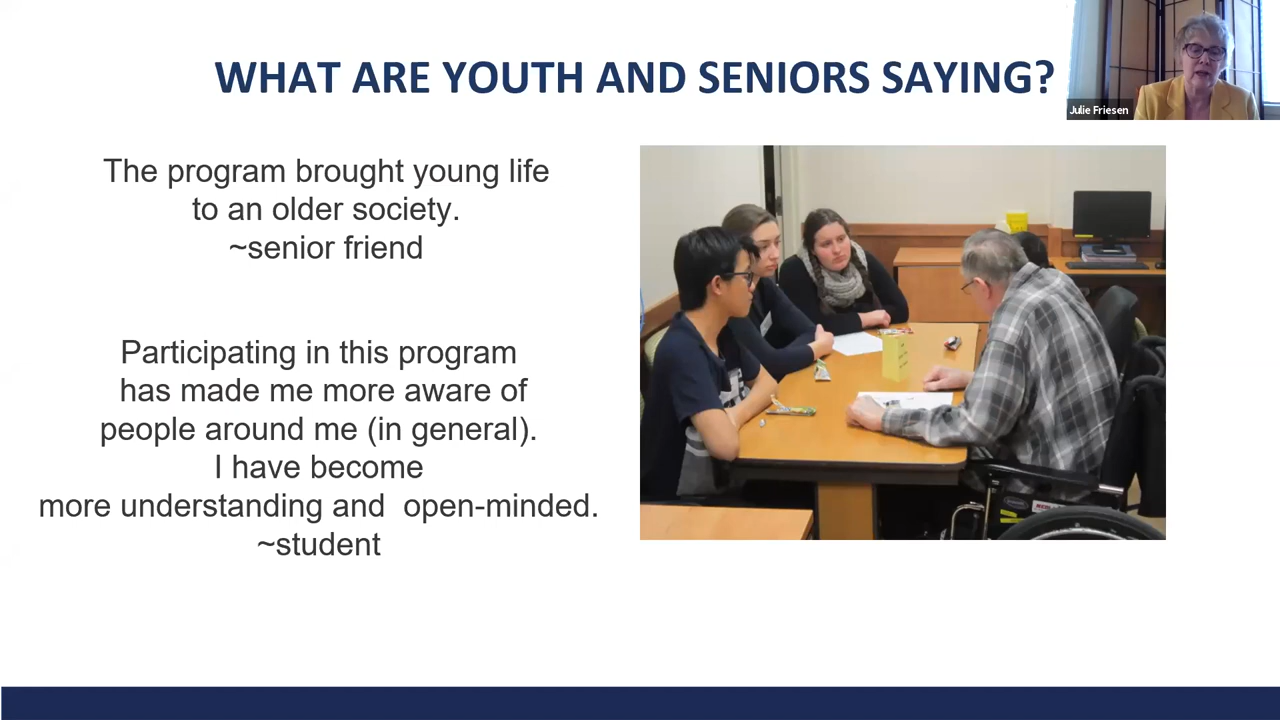 WHAT ARE YOUTH AND SENIORS SAYING?
Julie Friesen
The program brought young life
to an older society.
~senior friend
Participating in this program
has made me more aware of
people around me (in general).
I have become
more understanding and  open-minded.
~student